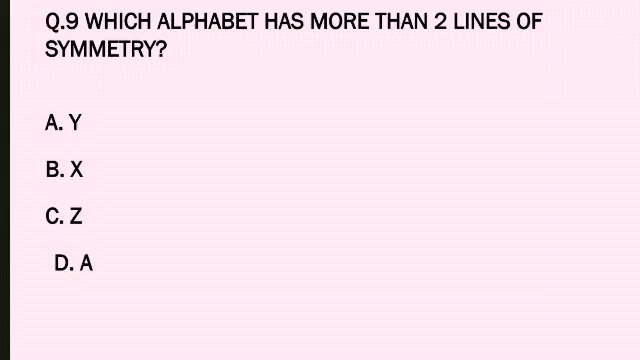 Q.9 WHICH ALPHABET HAS MORE THAN 2 LINES OF
SYMMETRY?
A. Y
B. X
C. Z
D. A